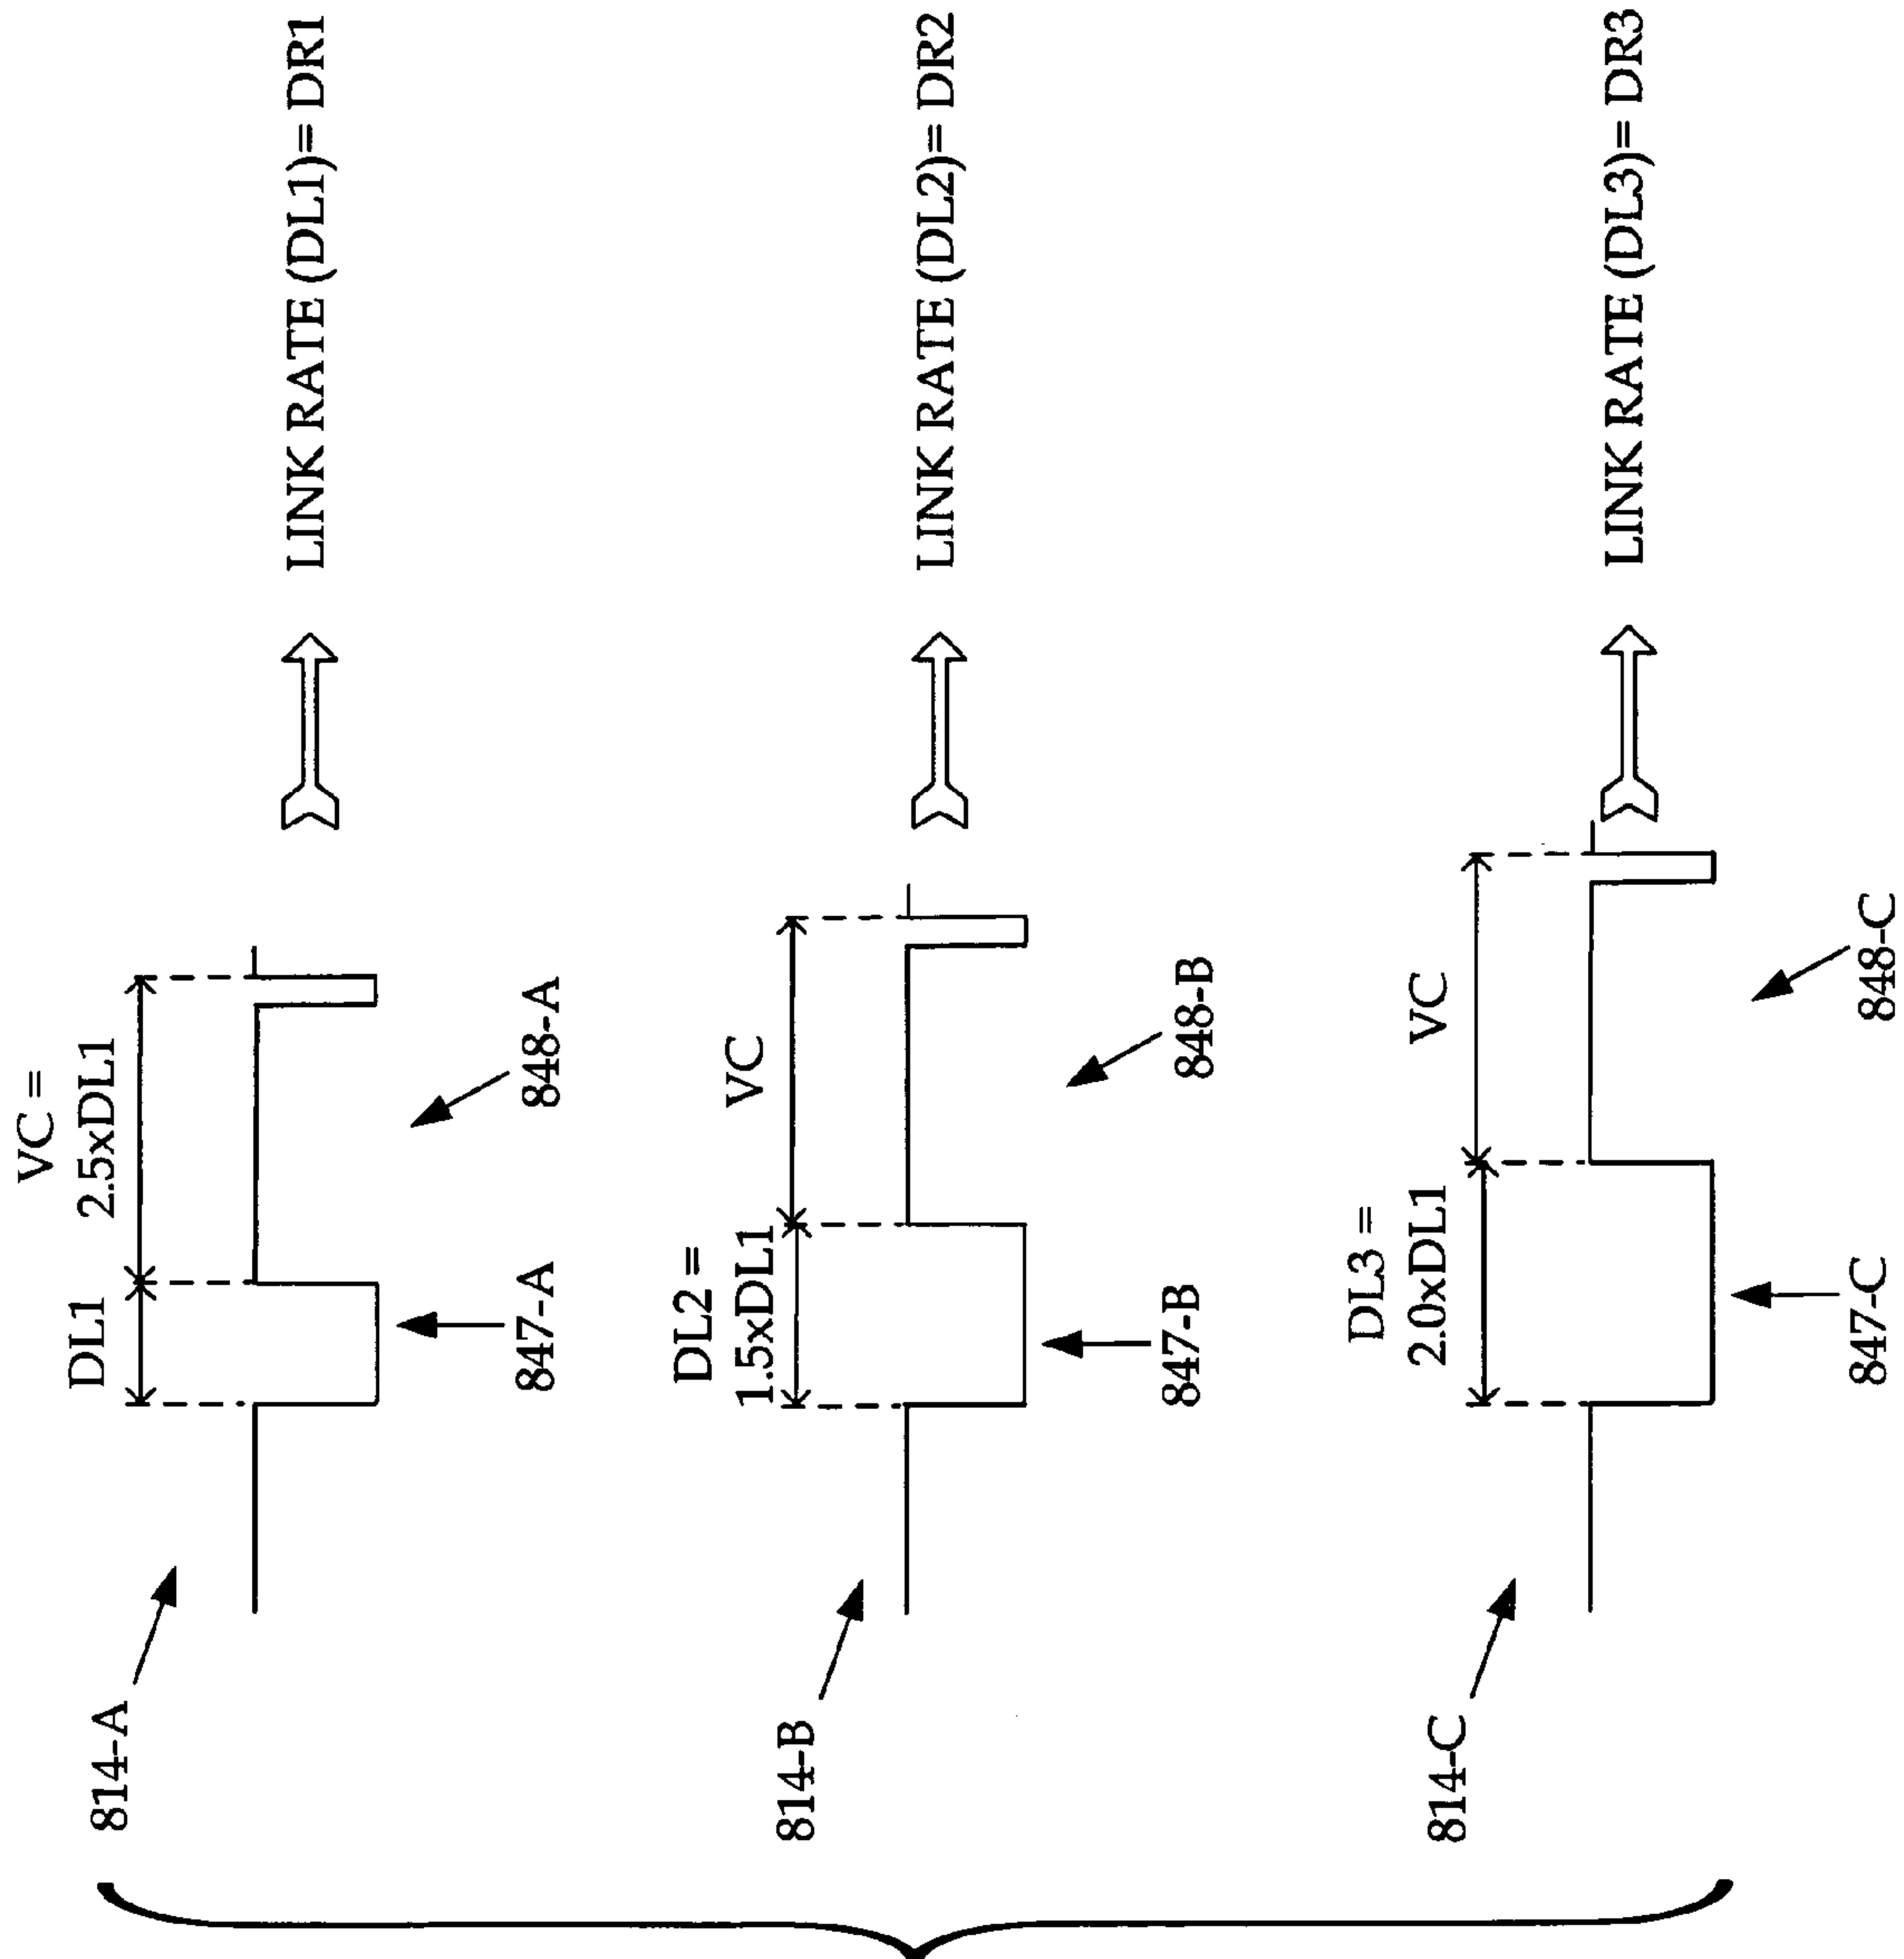 814-A
DL1
VC =
2.5xDL1
847-A
848-A
LINK RATE (DL1)= DR1
814-B
DL2 =
1.5xDL1
VC
847-B
848-B
LINK RATE (DL2)= DR2
814-C
DL3 =
2.0xDL1
VC
847-C
848-C
LINK RATE (DL3)= DR3